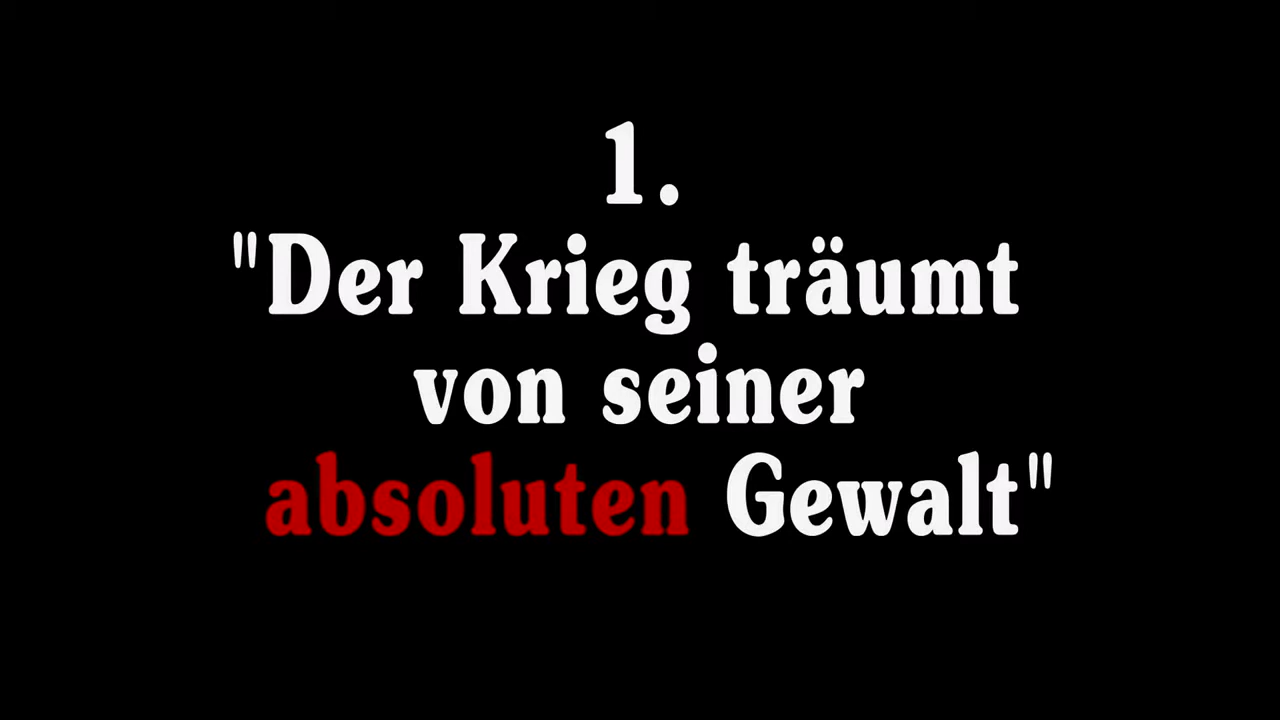 1.
"Der Krieg träumt
von seiner
absoluten Gewalt"